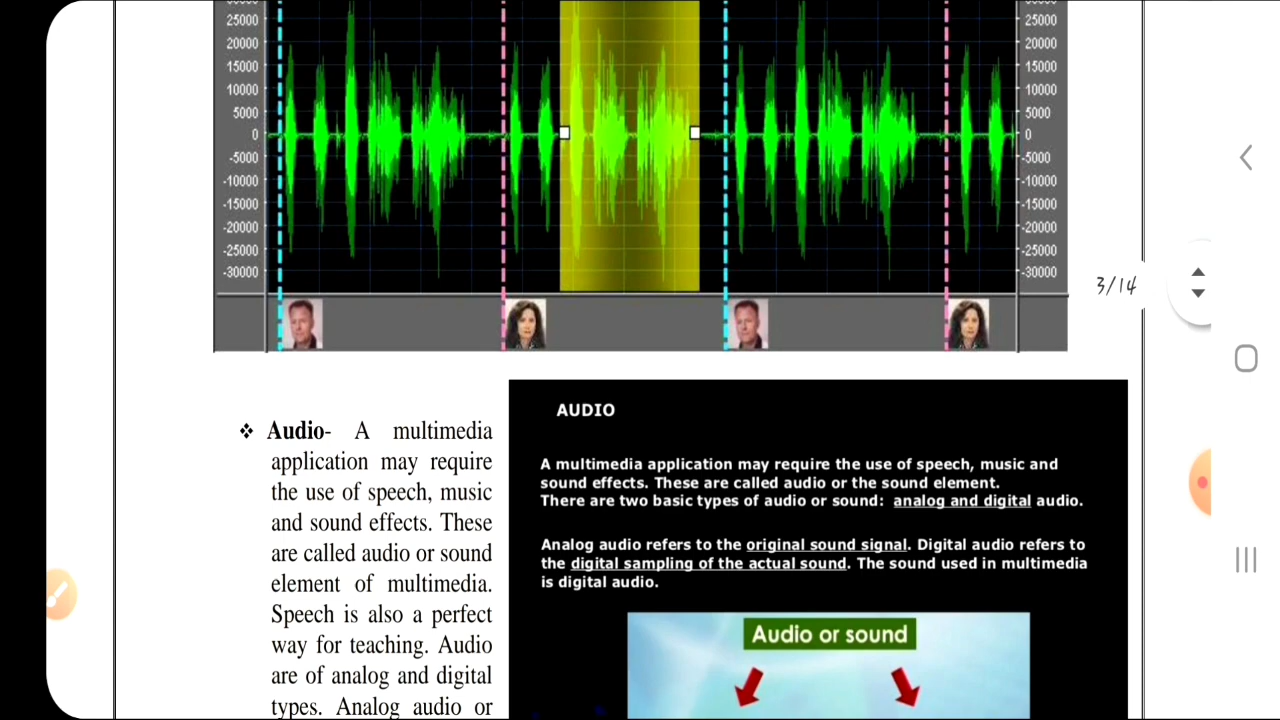 25000
20000
15000
10000
5000
0
-5000
-10000
-15000
-20000
-25000
-30000
25000
20000
15000
10000
5000
0
-5000
-10000
-15000
-20000
-25000
-30000
3/14
❖ Audio- A multimedia
application may require
the use of speech, music
and sound effects. These
are called audio or sound
element of multimedia.
Speech is also a perfect
way for teaching. Audio
are of analog and digital
types. Analog audio or
AUDIO
A multimedia application may require the use of speech, music and
sound effects. These are called audio or the sound element.
There are two basic types of audio or sound: analog and digital audio.
Analog audio refers to the original sound signal. Digital audio refers to
the digital sampling of the actual sound. The sound used in multimedia
is digital audio.
Audio or sound